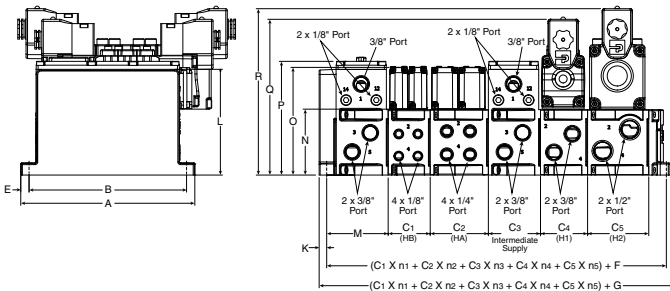 2 x 1/8" Port
3/8" Port
2 x 1/8" Port
3/8" Port
R
Q
P
O
N
L
14
12
1
14
12
1
3
5
2
4
2
4
3
5
2
4
2
4
E
B
A
2 x 3/8"
Port
4 x 1/8"
Port
4 x 1/4"
Port
2 x 3/8"
Port
2 x 3/8"
Port
2 x 1/2"
Port
M
C1
(HB)
C2
(HA)
C3
Intermediate
Supply
C4
(H1)
C5
(H2)
K
(C1 X n1 + C2 X n2 + C3 X n3 + C4 X n4 + C5 X n5) + F
(C1 X n1 + C2 X n2 + C3 X n3 + C4 X n4 + C5 X n5) + G